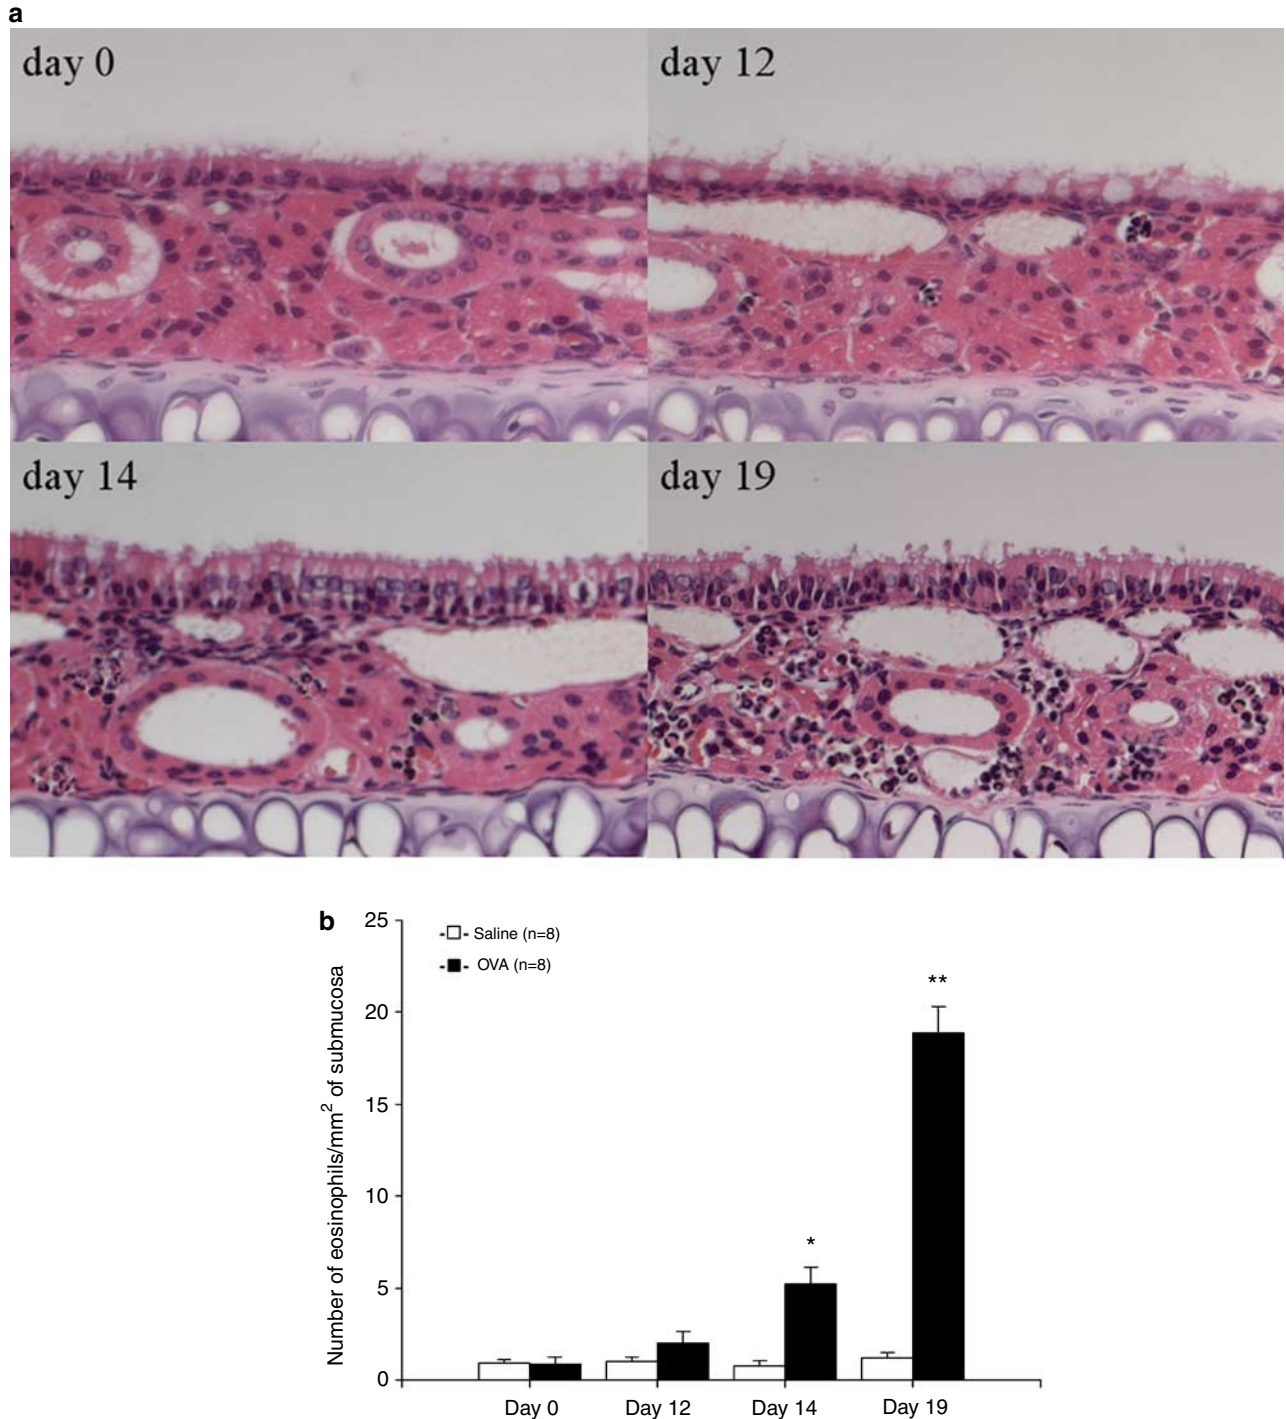 a
day 0
day 12
day 14
day 19
b
25
20
15
10
5
0
Number of eosinophils/mm² of submucosa
Saline (n=8)
OVA (n=8)
*
**
Day 0
Day 12
Day 14
Day 19